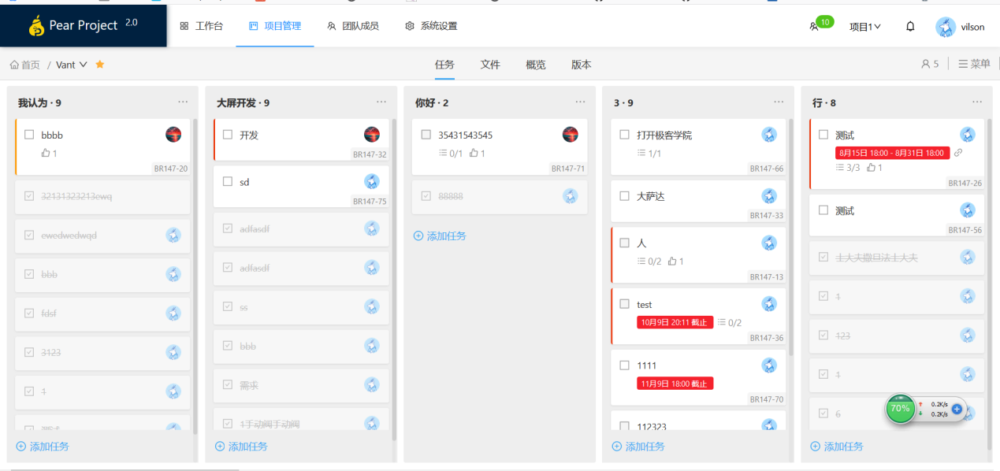 Pear Project 2.0
工作台
项目管理
团队成员
系统设置
10
项目1
vilson
首页 / Vant
任务
文件
概览
版本
5
菜单
我认为 · 9
bbbb
1
BR147-20
32131323213ewq
ewedwedwqd
bbb
fdsf
3123
1
测试
添加任务
大屏开发 · 9
开发
BR147-32
sd
BR147-75
adfasdf
adfasdf
ss
bbb
需求
1手动阀手动阀
添加任务
你好 · 2
35431543545
0/1 1
BR147-71
88888
添加任务
3 · 9
打开极客学院
1/1
BR147-66
大萨达
BR147-33
人
0/2 1
BR147-13
test
10月9日 20:11 截止 0/2
BR147-36
1111
11月9日 18:00 截止
BR147-70
112323
添加任务
行 · 8
测试
8月15日 18:00 - 8月31日 18:00
3/3 1
BR147-26
测试
BR147-56
士大夫撒旦法士大夫
1
123
1
6
70%
0.2K/s
0.2K/s
添加任务